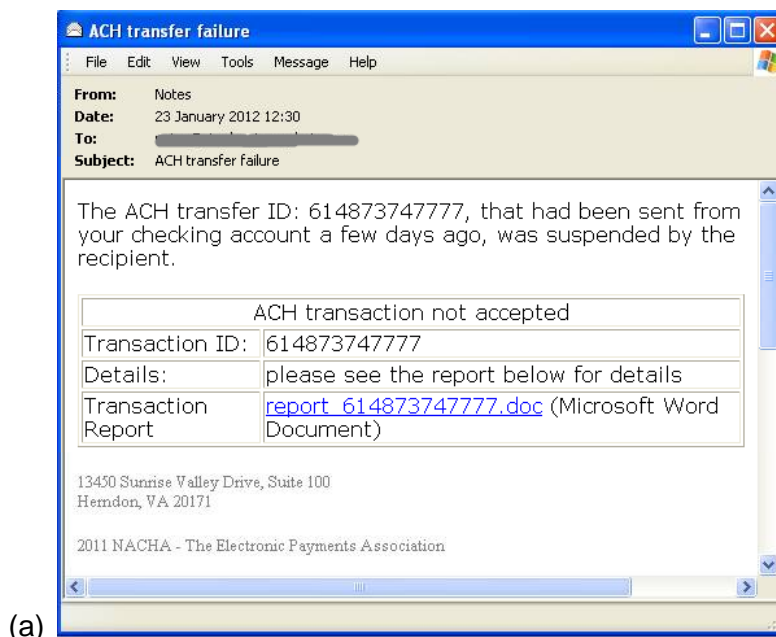 ACH transfer failure
File Edit View Tools Message Help
From: Notes
Date: 23 January 2012 12:30
To:
Subject: ACH transfer failure
The ACH transfer ID: 614873747777, that had been sent from
your checking account a few days ago, was suspended by the
recipient.
ACH transaction not accepted
Transaction ID: 614873747777
Details: please see the report below for details
Transaction Report report_614873747777.doc (Microsoft Word
Document)
13450 Sunrise Valley Drive, Suite 100
Herndon, VA 20171
2011 NACHA - The Electronic Payments Association
(a)